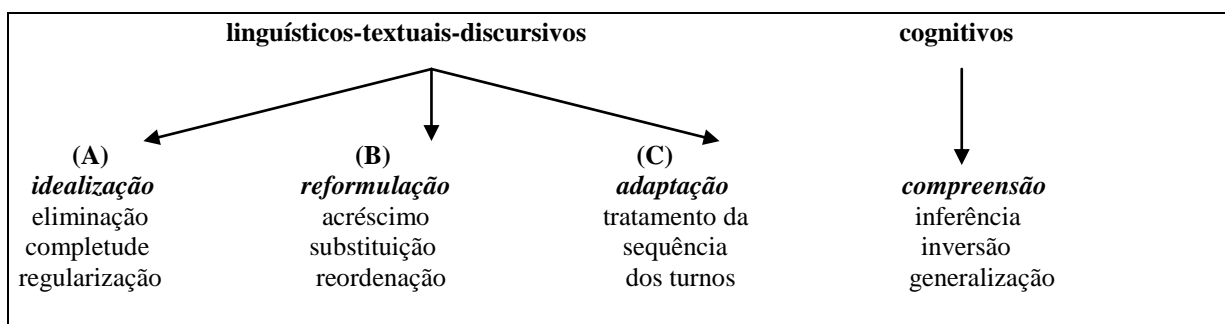 linguísticos-textuais-discursivos cognitivos
(A) (B) (C)
idealização reformulação adaptação compreensão
eliminação acréscimo tratamento da inferência
completude substituição sequência inversão
regularização reordenação dos turnos generalização